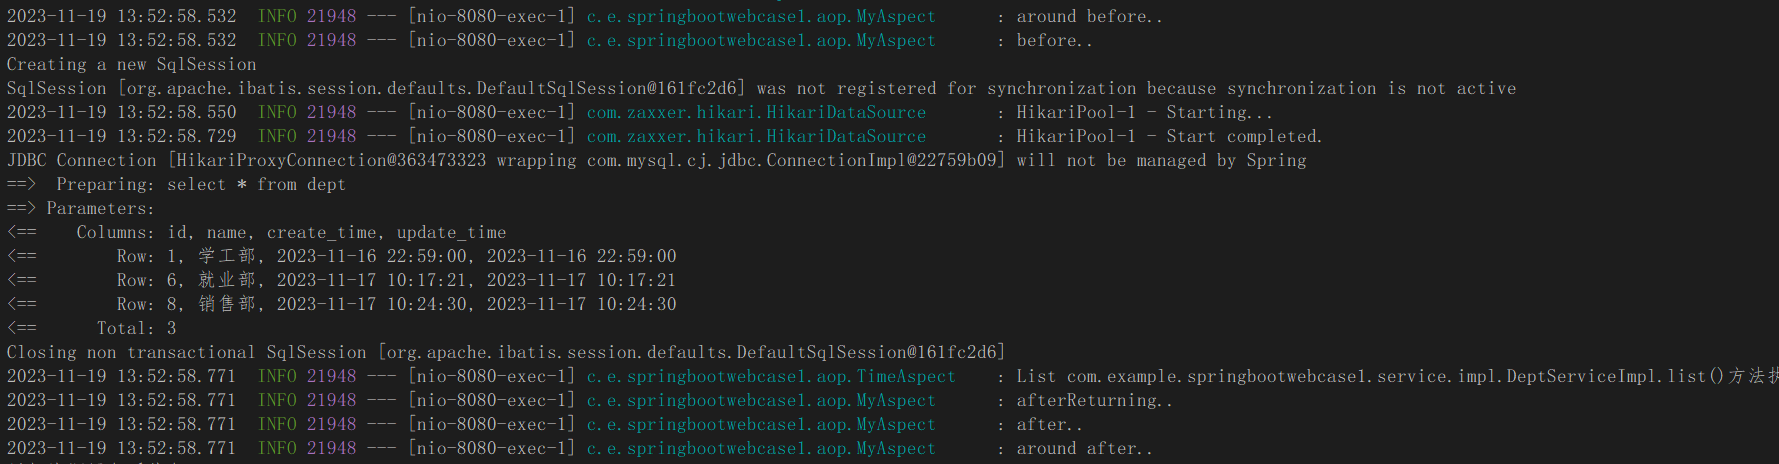 2023-11-19 13:52:58.532  INFO 21948 --- [nio-8080-exec-1] c.e.springbootwebcase1.aop.MyAspect      : around before..
2023-11-19 13:52:58.532  INFO 21948 --- [nio-8080-exec-1] c.e.springbootwebcase1.aop.MyAspect      : before..
Creating a new SqlSession
SqlSession [org.apache.ibatis.session.defaults.DefaultSqlSession@161fc2d6] was not registered for synchronization because synchronization is not active
2023-11-19 13:52:58.550  INFO 21948 --- [nio-8080-exec-1] com.zaxxer.hikari.HikariDataSource       : HikariPool-1 - Starting...
2023-11-19 13:52:58.729  INFO 21948 --- [nio-8080-exec-1] com.zaxxer.hikari.HikariDataSource       : HikariPool-1 - Start completed.
JDBC Connection [HikariProxyConnection@363473323 wrapping com.mysql.cj.jdbc.ConnectionImpl@22759b09] will not be managed by Spring
==>  Preparing: select * from dept
==> Parameters:
<==    Columns: id, name, create_time, update_time
<==        Row: 1, 学工部, 2023-11-16 22:59:00, 2023-11-16 22:59:00
<==        Row: 6, 就业部, 2023-11-17 10:17:21, 2023-11-17 10:17:21
<==        Row: 8, 销售部, 2023-11-17 10:24:30, 2023-11-17 10:24:30
<==      Total: 3
Closing non transactional SqlSession [org.apache.ibatis.session.defaults.DefaultSqlSession@161fc2d6]
2023-11-19 13:52:58.771  INFO 21948 --- [nio-8080-exec-1] c.e.springbootwebcase1.aop.TimeAspect    : List com.example.springbootwebcase1.service.impl.DeptServiceImpl.list()方法执
2023-11-19 13:52:58.771  INFO 21948 --- [nio-8080-exec-1] c.e.springbootwebcase1.aop.MyAspect      : afterReturning..
2023-11-19 13:52:58.771  INFO 21948 --- [nio-8080-exec-1] c.e.springbootwebcase1.aop.MyAspect      : after..
2023-11-19 13:52:58.771  INFO 21948 --- [nio-8080-exec-1] c.e.springbootwebcase1.aop.MyAspect      : around after..